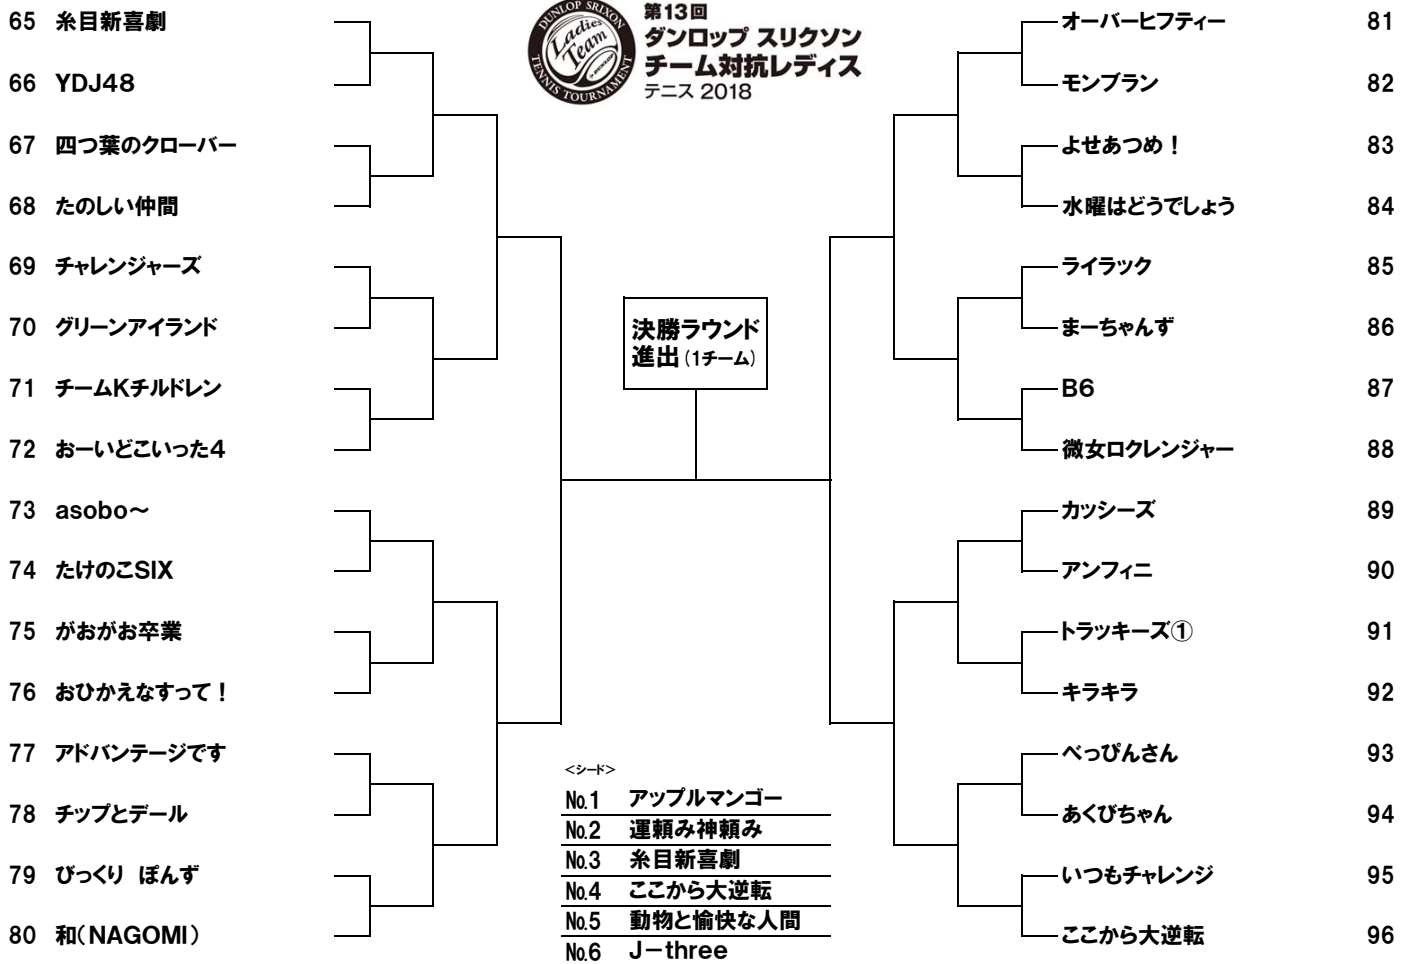 65 糸目新喜劇
66 YDJ48
67 四つ葉のクローバー
68 たのしい仲間
69 チャレンジャーズ
70 グリーンアイランド
71 チームKチルドレン
72 おーいどこいった4
73 asobo～
74 たけのこSIX
75 がおがお卒業
76 おひかえなすって！
77 アドバンテージです
78 チップとデール
79 びっくり ぽんず
80 和(NAGOMI)
DUNLOP SRIXON
Ladies
Team
by DUNLOP
TENNIS TOURNAMENT
第13回
ダンロップ スリクソン
チーム対抗レディス
テニス 2018
決勝ラウンド
進出(1チーム)
<シード>
№1 アップルマンゴー
№2 運頼み神頼み
№3 糸目新喜劇
№4 ここから大逆転
№5 動物と愉快な人間
№6 J－three
オーバーヒフティー 81
モンブラン 82
よせあつめ！ 83
水曜はどうでしょう 84
ライラック 85
まーちゃんず 86
B6 87
微女ロクレンジャー 88
カッシーズ 89
アンフィニ 90
トラッキーズ① 91
キラキラ 92
べっぴんさん 93
あくびちゃん 94
いつもチャレンジ 95
ここから大逆転 96